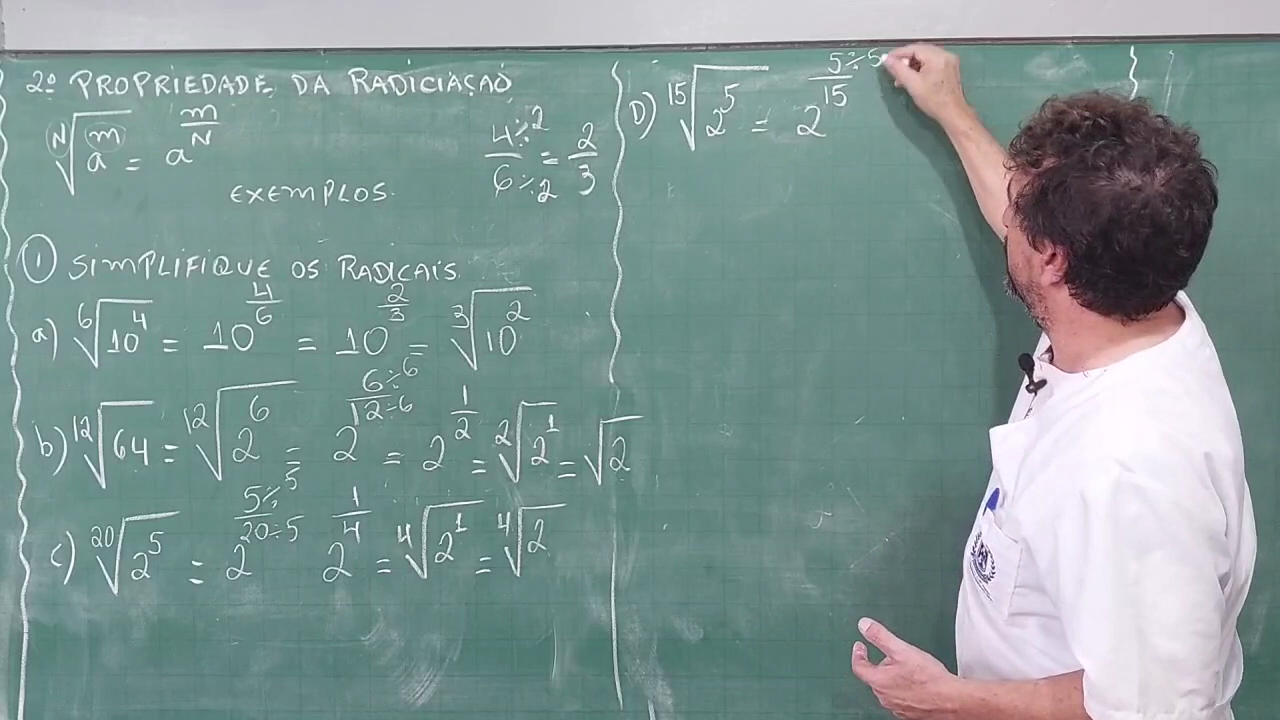 2ª PROPRIEDADE DA RADICIAÇÃO
ᴺ√(a^m) = a^(m/N)
4÷2/6÷2 = 2/3
EXEMPLOS
① SIMPLIFIQUE OS RADICAIS
a) ⁶√(10⁴) = 10^(4/6) = 10^(2/3) = ³√(10²)
b) ¹²√64 = ¹²√(2⁶) = 2^(6÷6/12÷6) = 2^(1/2) = ²√(2¹) = √2
c) ²⁰√(2⁵) = 2^(5÷5/20÷5) 2^(1/4) = ⁴√(2¹) = ⁴√2
D) ¹⁵√(2⁵) = 2^(5÷5/15)